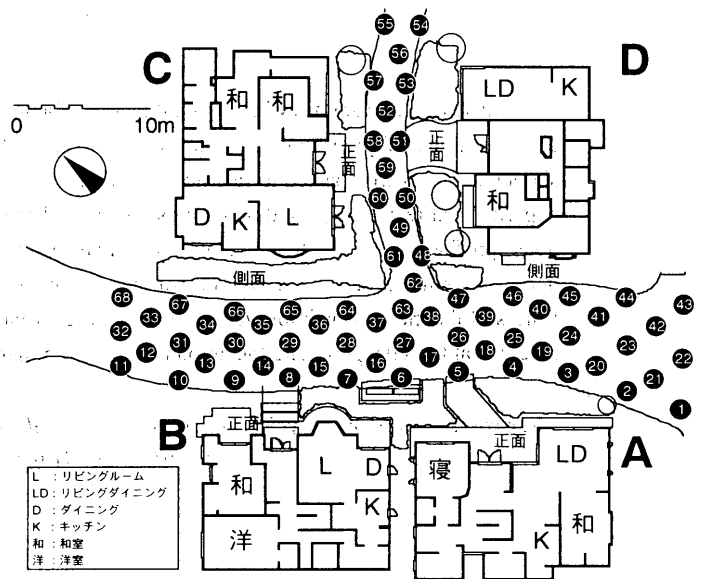 55 54
56
C D
57 53
和 和 LD K
52
0 10m
58 51
正面 正面
59
60 50 和
D K L 49
61 48
側面 側面
62
68 67 66 65 64 63 47 46 45 44 43
33 34 35 36 37 38 39 40 41 42
32 31 30 29 28 27 26 25 24 23 22
12 13 14 15 16 17 18 19 20 21
11 10 9 8 7 6 5 4 3 2 1
正面 正面
B A
L D 寝 LD
和
K 和
洋 K
L : リビングルーム
LD : リビングダイニング
D : ダイニング
K : キッチン
和 : 和室
洋 : 洋室